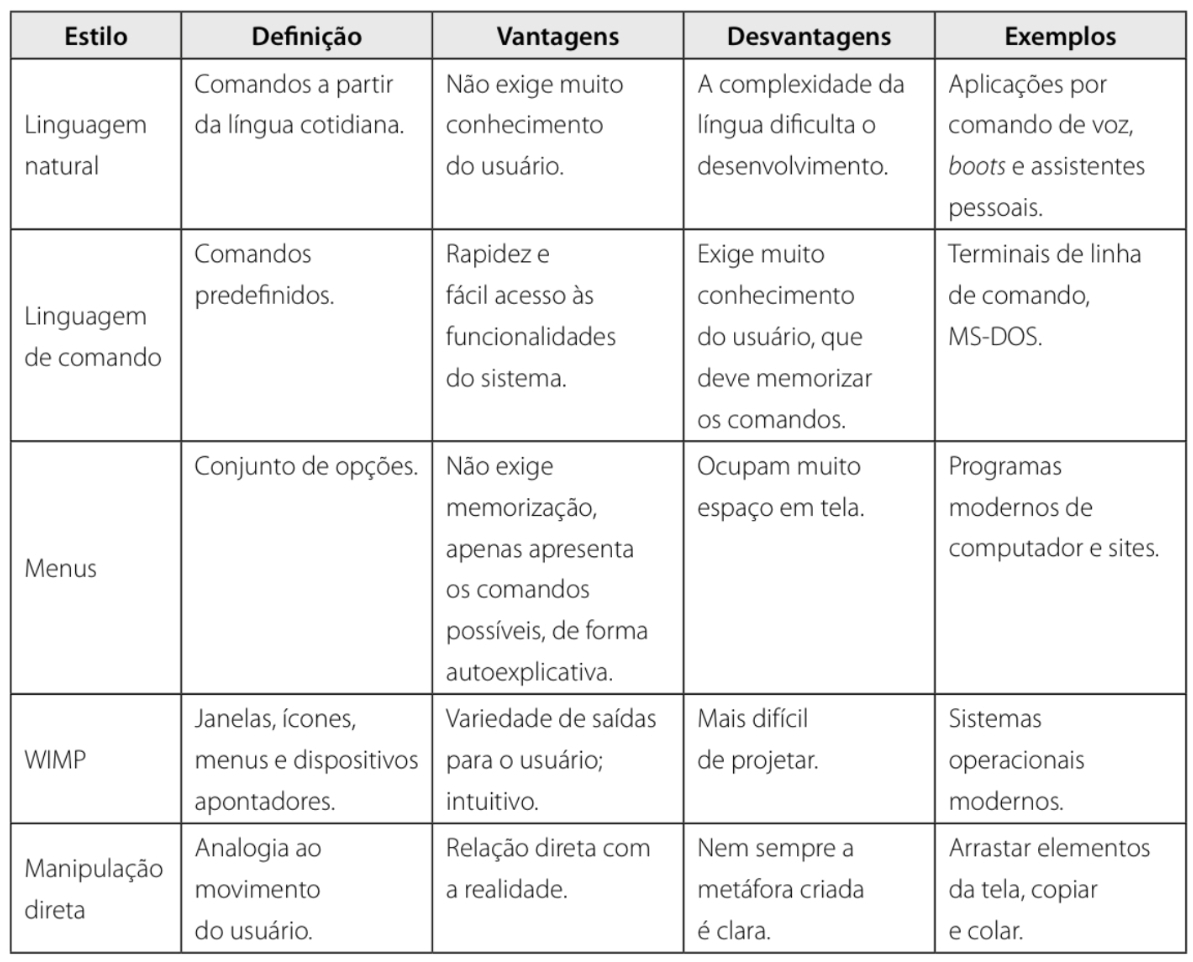 Estilo Definição Vantagens Desvantagens Exemplos
Linguagem
natural
Comandos a partir
da língua cotidiana.
Não exige muito
conhecimento
do usuário.
A complexidade da
língua dificulta o
desenvolvimento.
Aplicações por
comando de voz,
boots e assistentes
pessoais.
Linguagem
de comando
Comandos
predefinidos.
Rapidez e
fácil acesso às
funcionalidades
do sistema.
Exige muito
conhecimento
do usuário, que
deve memorizar
os comandos.
Terminais de linha
de comando,
MS-DOS.
Menus
Conjunto de opções.
Não exige
memorização,
apenas apresenta
os comandos
possíveis, de forma
autoexplicativa.
Ocupam muito
espaço em tela.
Programas
modernos de
computador e sites.
WIMP
Janelas, ícones,
menus e dispositivos
apontadores.
Variedade de saídas
para o usuário;
intuitivo.
Mais difícil
de projetar.
Sistemas
operacionais
modernos.
Manipulação
direta
Analogia ao
movimento
do usuário.
Relação direta com
a realidade.
Nem sempre a
metáfora criada
é clara.
Arrastar elementos
da tela, copiar
e colar.